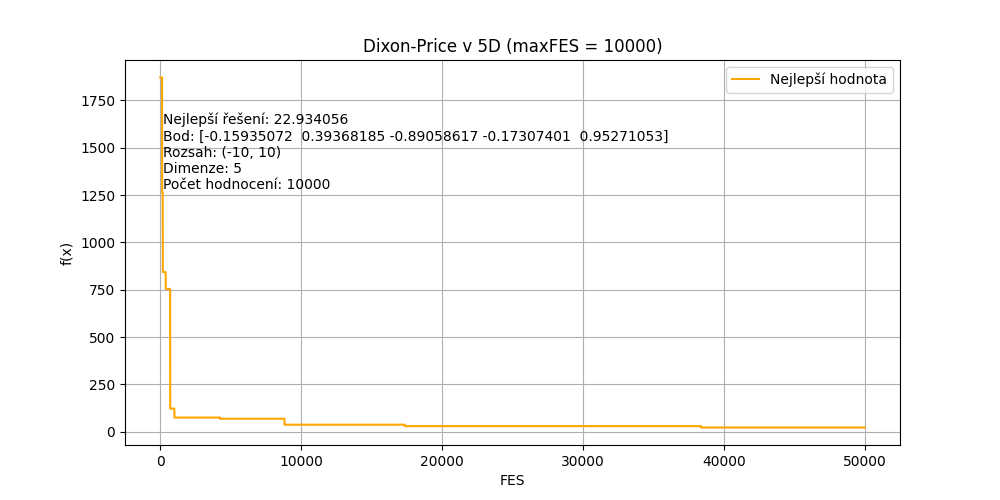 Dixon-Price v 5D (maxFES = 10000)
Nejlepší hodnota
1750
1500
1250
1000
750
500
250
0
f(x)
Nejlepší řešení: 22.934056
Bod: [-0.15935072 0.39368185 -0.89058617 -0.17307401 0.95271053]
Rozsah: (-10, 10)
Dimenze: 5
Počet hodnocení: 10000
0
10000
20000
30000
40000
50000
FES